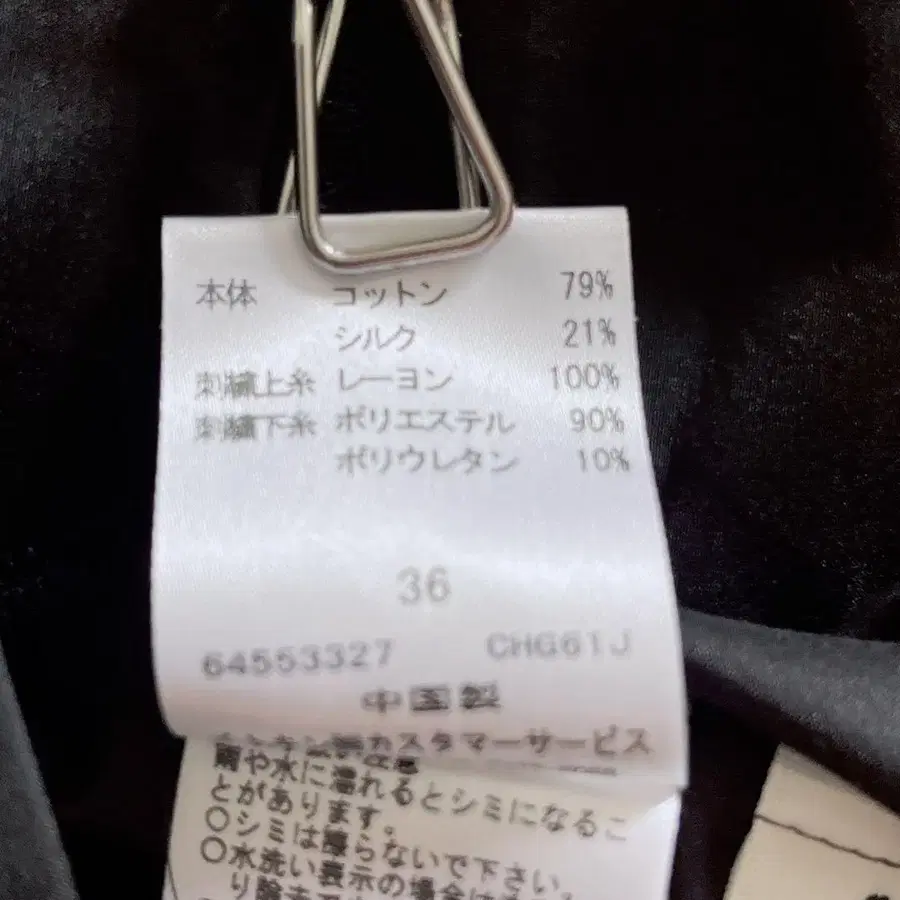 本体 コットン 79%
シルク 21%
刺繍上糸 レーヨン 100%
刺繍下糸 ポリエステル 90%
ポリウレタン 10%
36
64553327 CHG61J
中国製
カスタマーサービス
雨や水に濡れるとシミになるこ
とがあります。
○シミは擦らないで下さい。
○水洗い表示の場合は